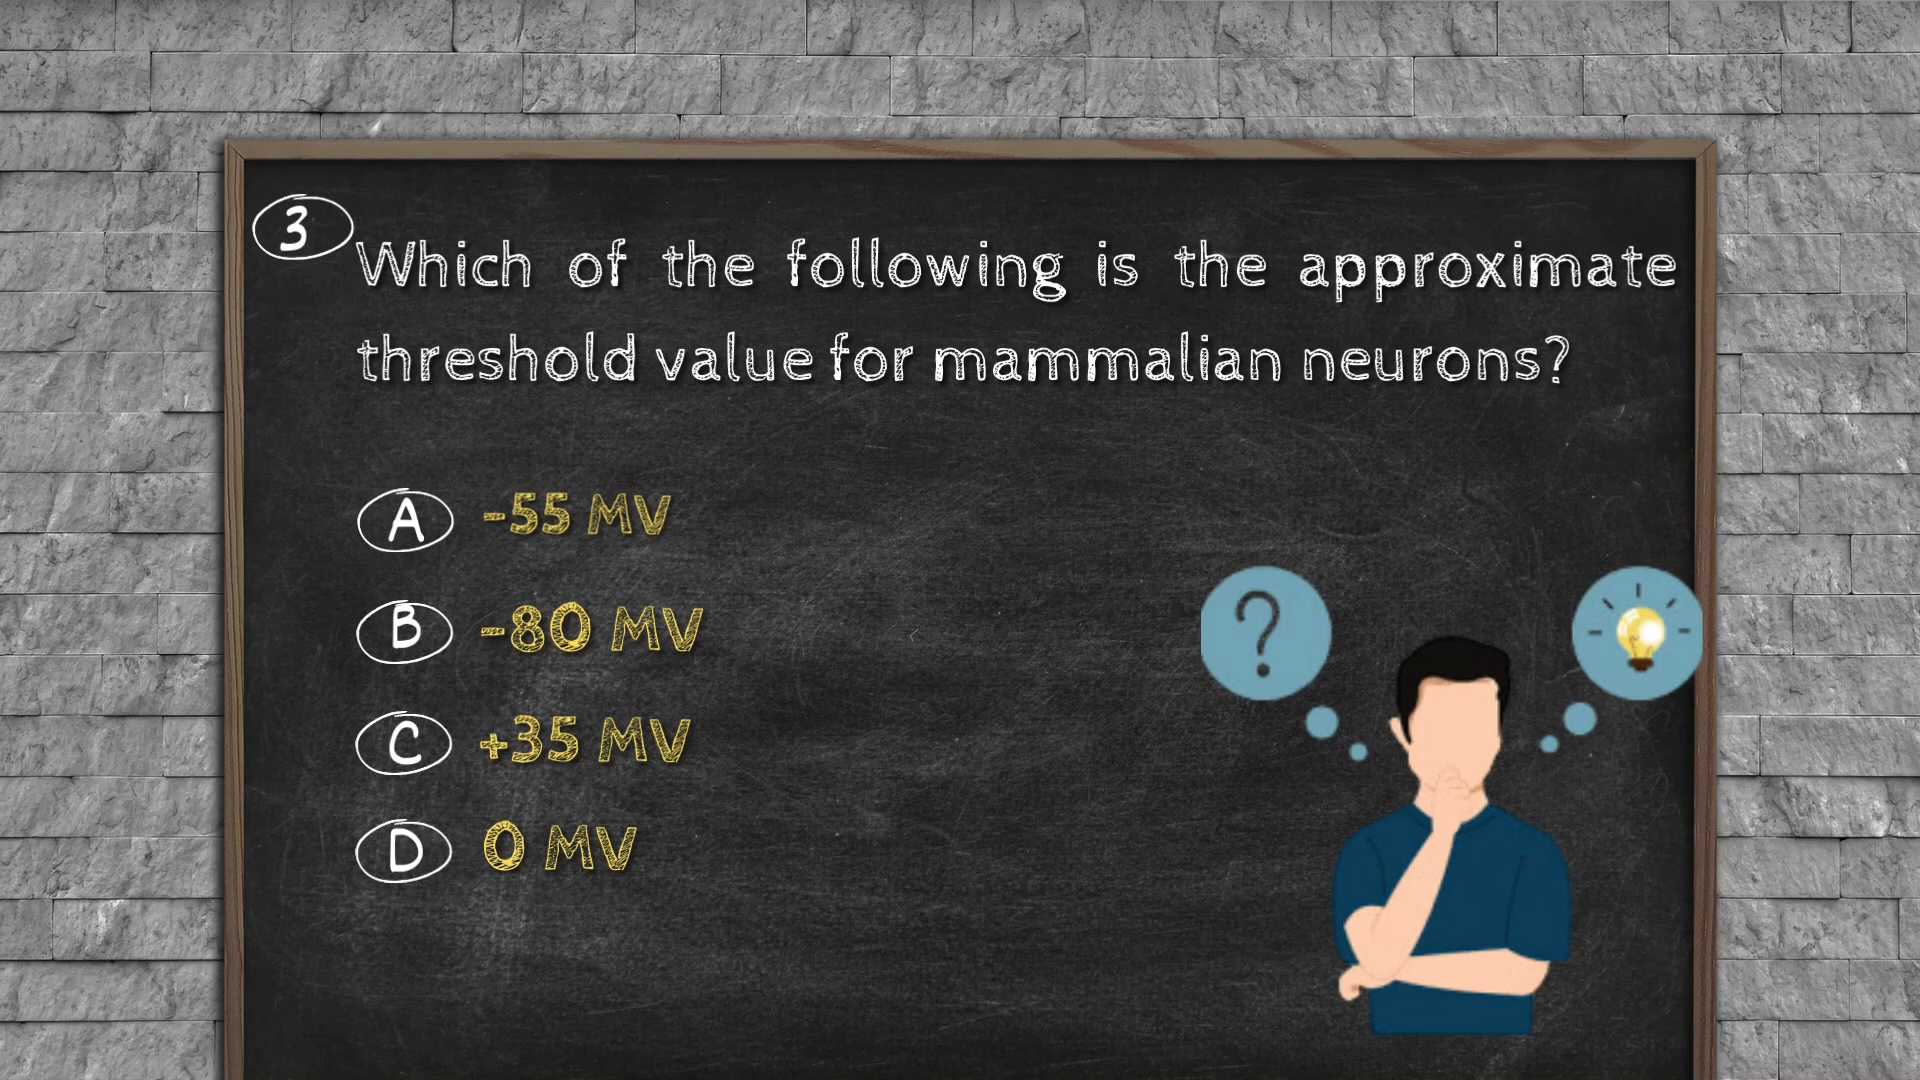 3
Which of the following is the approximate
threshold value for mammalian neurons?
A -55 MV
B -80 MV
C +35 MV
D 0 MV
?